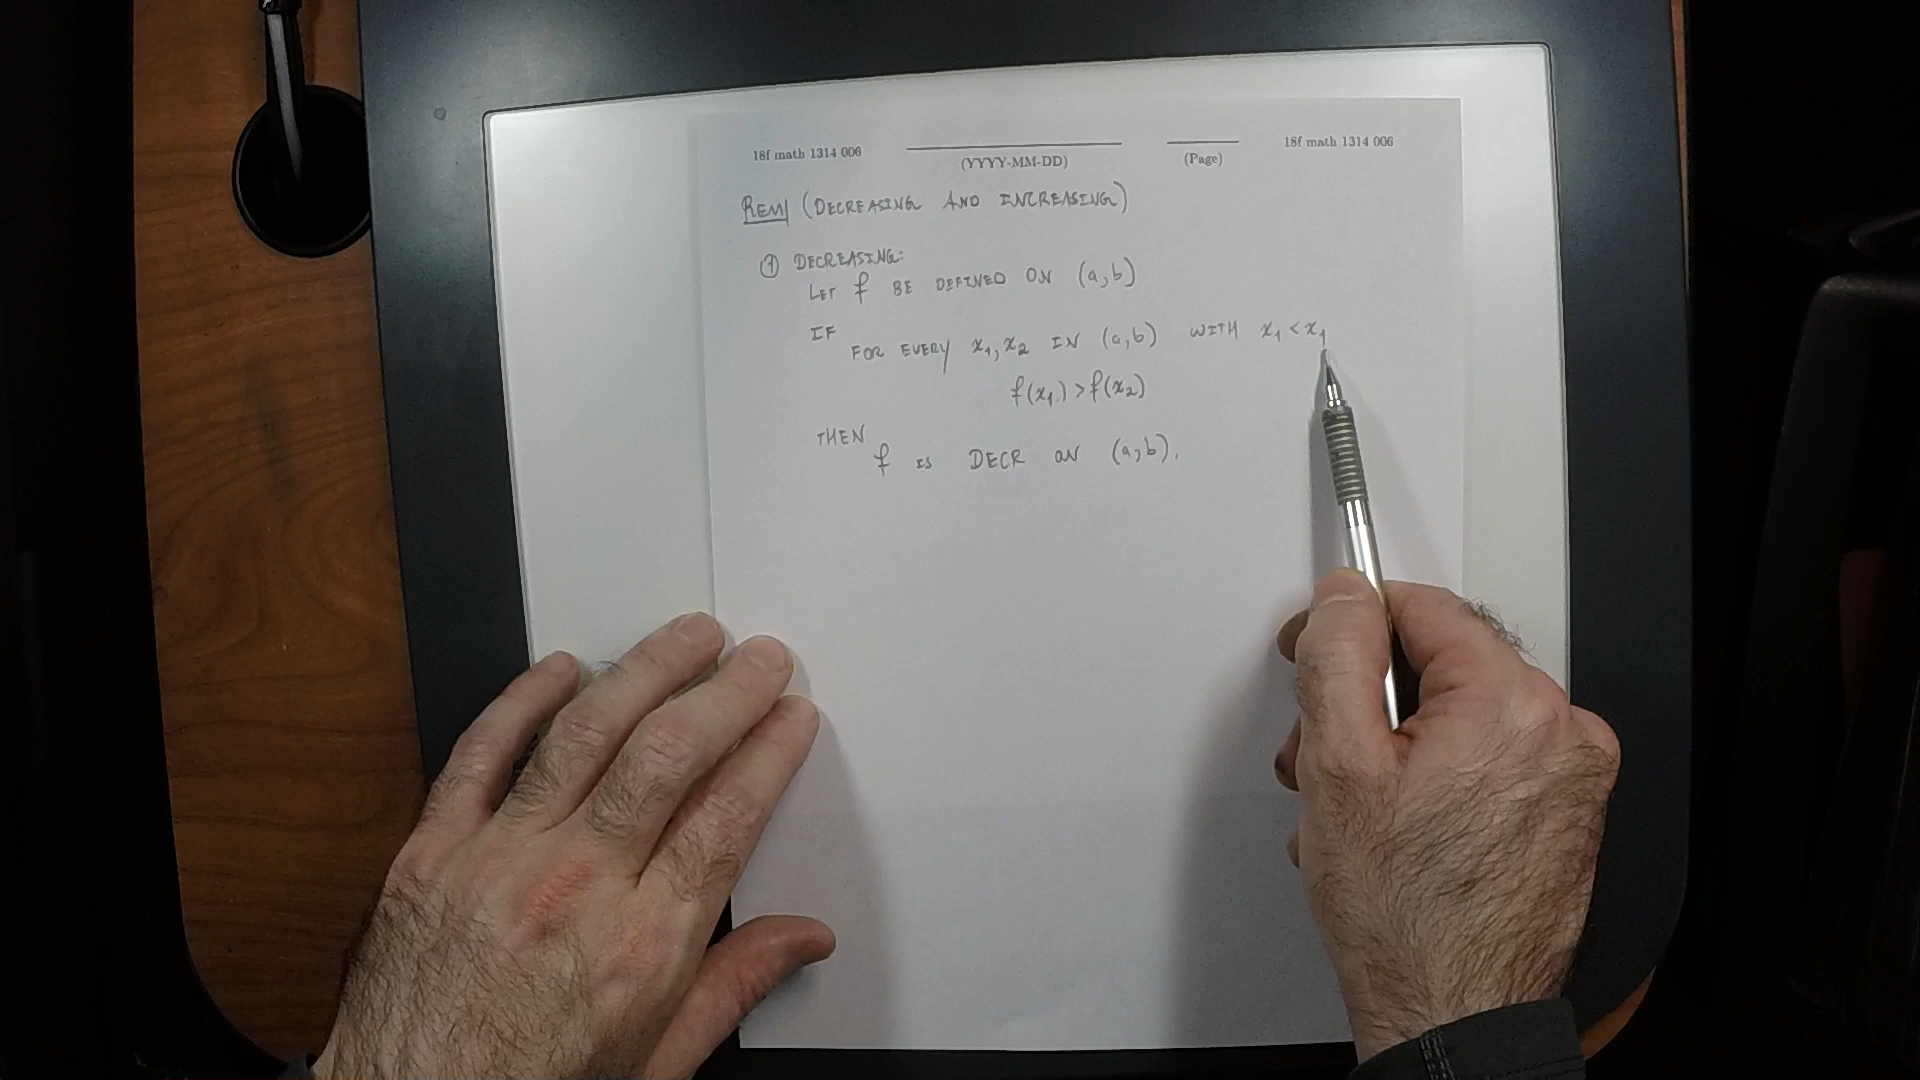 18f math 1314 006 (YYYY-MM-DD) (Page) 18f math 1314 006
REM (DECREASING AND INCREASING)
① DECREASING:
LET f BE DEFINED ON (a,b)
IF
FOR EVERY x₁,x₂ IN (a,b) WITH x₁<x₁
f(x₁)>f(x₂)
THEN
f IS DECR ON (a,b).